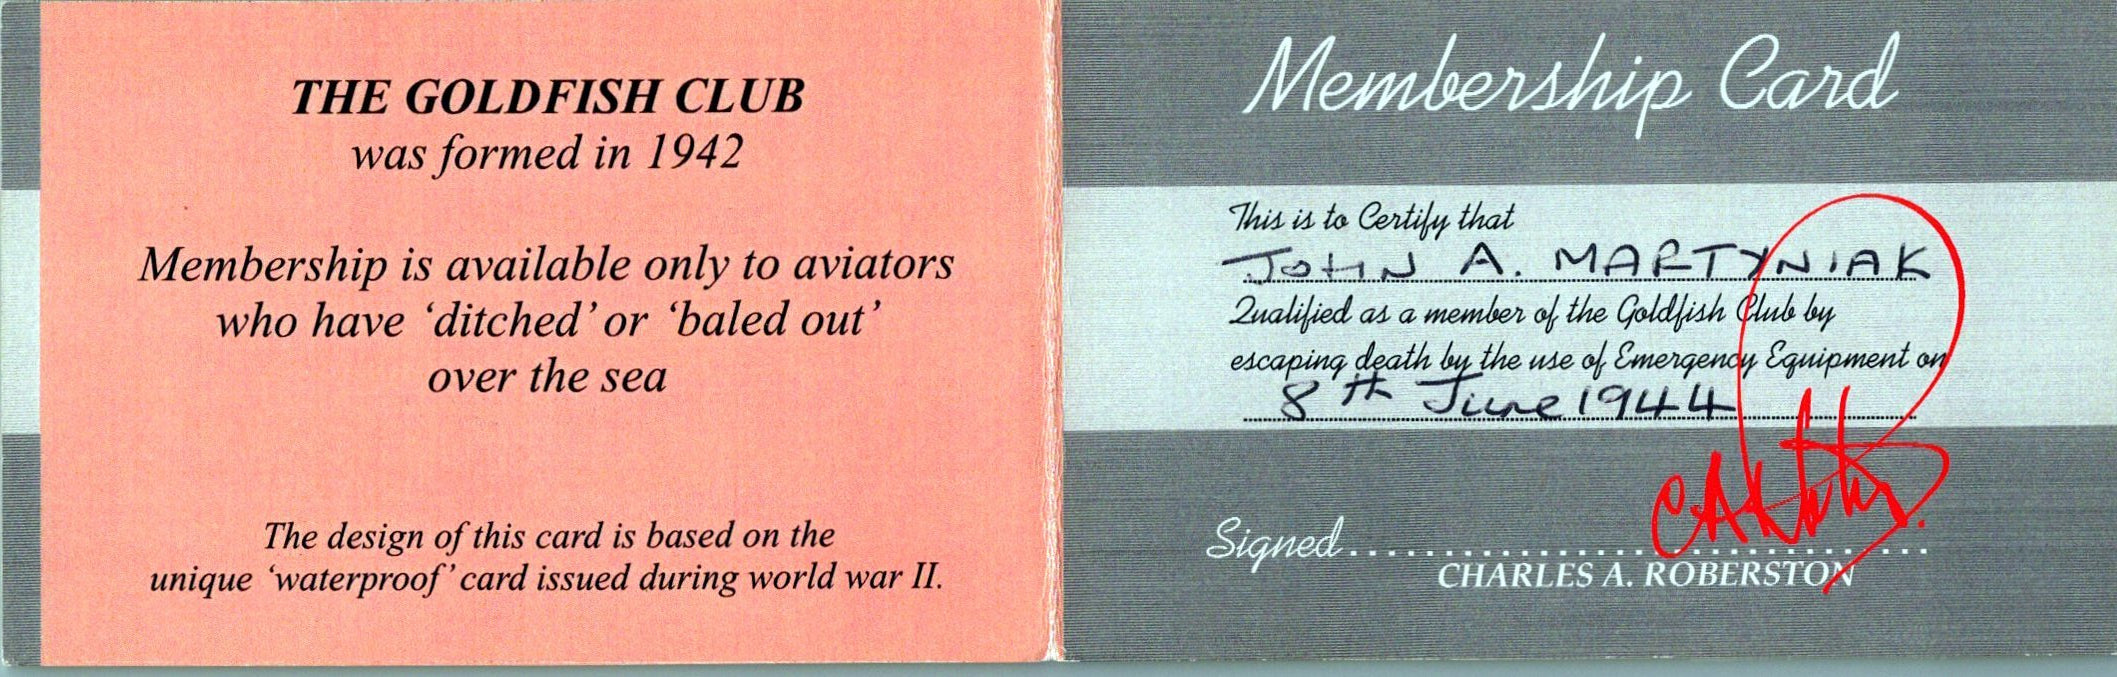 THE GOLDFISH CLUB
was formed in 1942
Membership is available only to aviators
who have ‘ditched’ or ‘baled out’
over the sea
The design of this card is based on the
unique ‘waterproof’ card issued during world war II.
Membership Card
This is to Certify that
JOHN A. MARTYNIAK
Qualified as a member of the Goldfish Club by
escaping death by the use of Emergency Equipment on
8th June 1944
Signed
CHARLES A. ROBERSTON